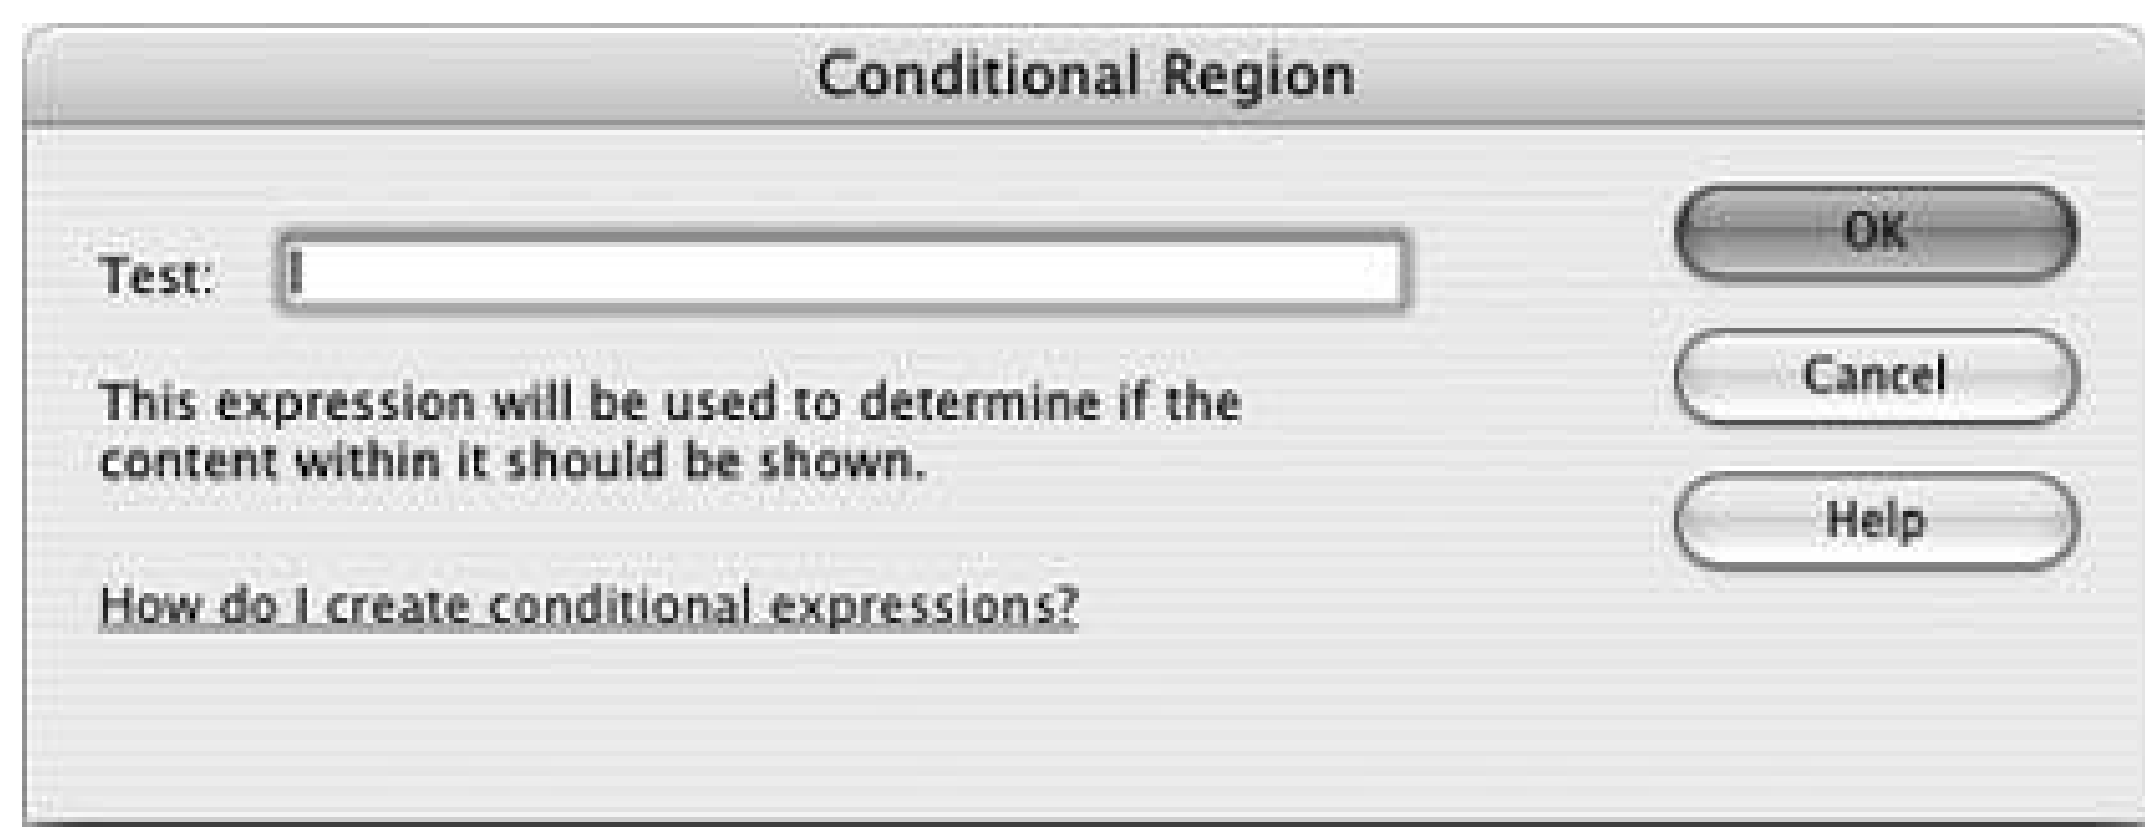 Conditional Region
Test:
OK
Cancel
This expression will be used to determine if the
content within it should be shown.
Help
How do I create conditional expressions?